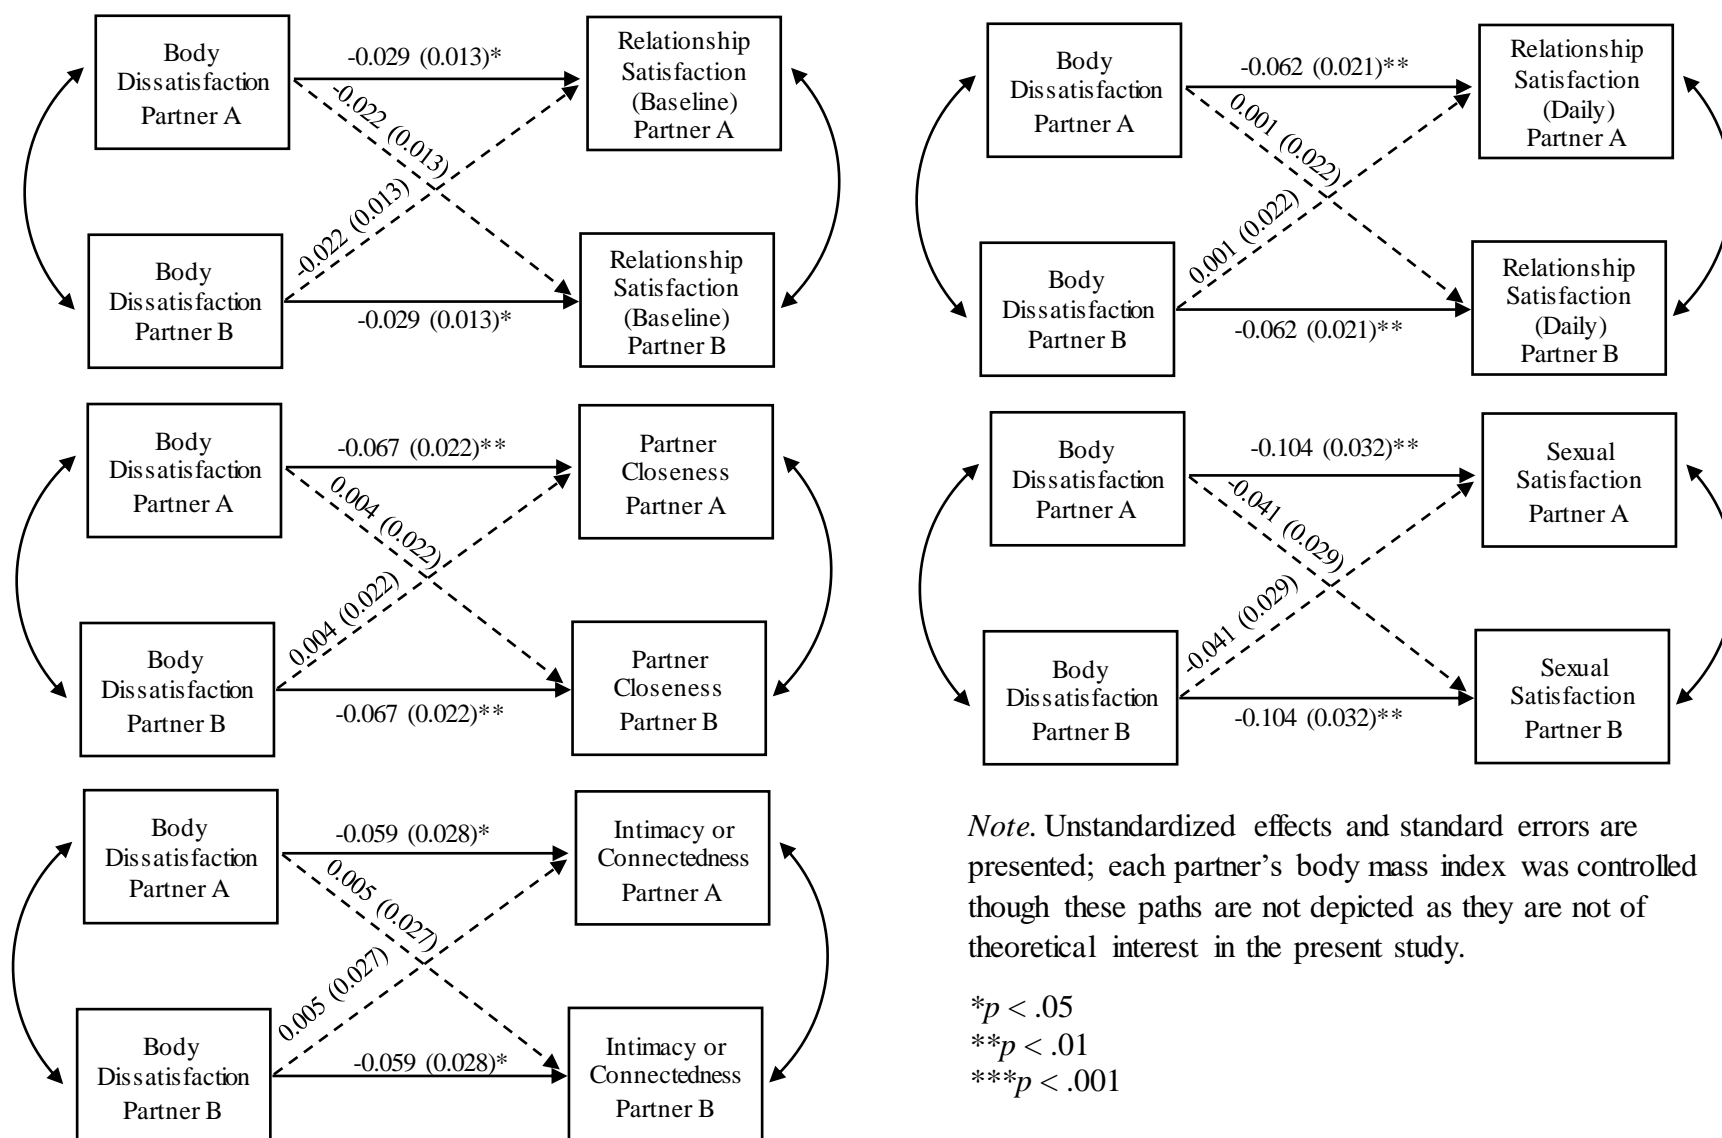 Body
Dissatisfaction
Partner A
-0.029 (0.013)*
Relationship
Satisfaction
(Baseline)
Partner A
-0.022 (0.013)
-0.022 (0.013)
Body
Dissatisfaction
Partner B
-0.029 (0.013)*
Relationship
Satisfaction
(Baseline)
Partner B
Body
Dissatisfaction
Partner A
-0.062 (0.021)**
Relationship
Satisfaction
(Daily)
Partner A
0.001 (0.022)
0.001 (0.022)
Body
Dissatisfaction
Partner B
-0.062 (0.021)**
Relationship
Satisfaction
(Daily)
Partner B
Body
Dissatisfaction
Partner A
-0.067 (0.022)**
Partner
Closeness
Partner A
0.004 (0.022)
0.004 (0.022)
Body
Dissatisfaction
Partner B
-0.067 (0.022)**
Partner
Closeness
Partner B
Body
Dissatisfaction
Partner A
-0.104 (0.032)**
Sexual
Satisfaction
Partner A
-0.041 (0.029)
-0.041 (0.029)
Body
Dissatisfaction
Partner B
-0.104 (0.032)**
Sexual
Satisfaction
Partner B
Body
Dissatisfaction
Partner A
-0.059 (0.028)*
Intimacy or
Connectedness
Partner A
0.005 (0.027)
0.005 (0.027)
Body
Dissatisfaction
Partner B
-0.059 (0.028)*
Intimacy or
Connectedness
Partner B
Note. Unstandardized effects and standard errors are
presented; each partner’s body mass index was controlled
though these paths are not depicted as they are not of
theoretical interest in the present study.
*p < .05
**p < .01
***p < .001